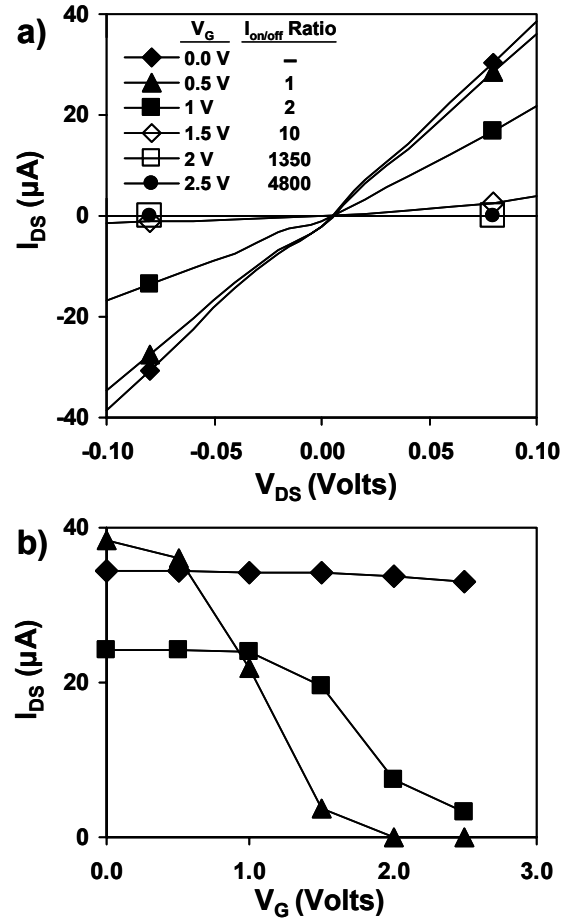 a)
V_G I_on/off Ratio
0.0 V –
0.5 V 1
1 V 2
1.5 V 10
2 V 1350
2.5 V 4800
40
20
0
-20
-40
I_DS (µA)
-0.10 -0.05 0.00 0.05 0.10
V_DS (Volts)
b)
40
20
0
I_DS (µA)
0.0 1.0 2.0 3.0
V_G (Volts)